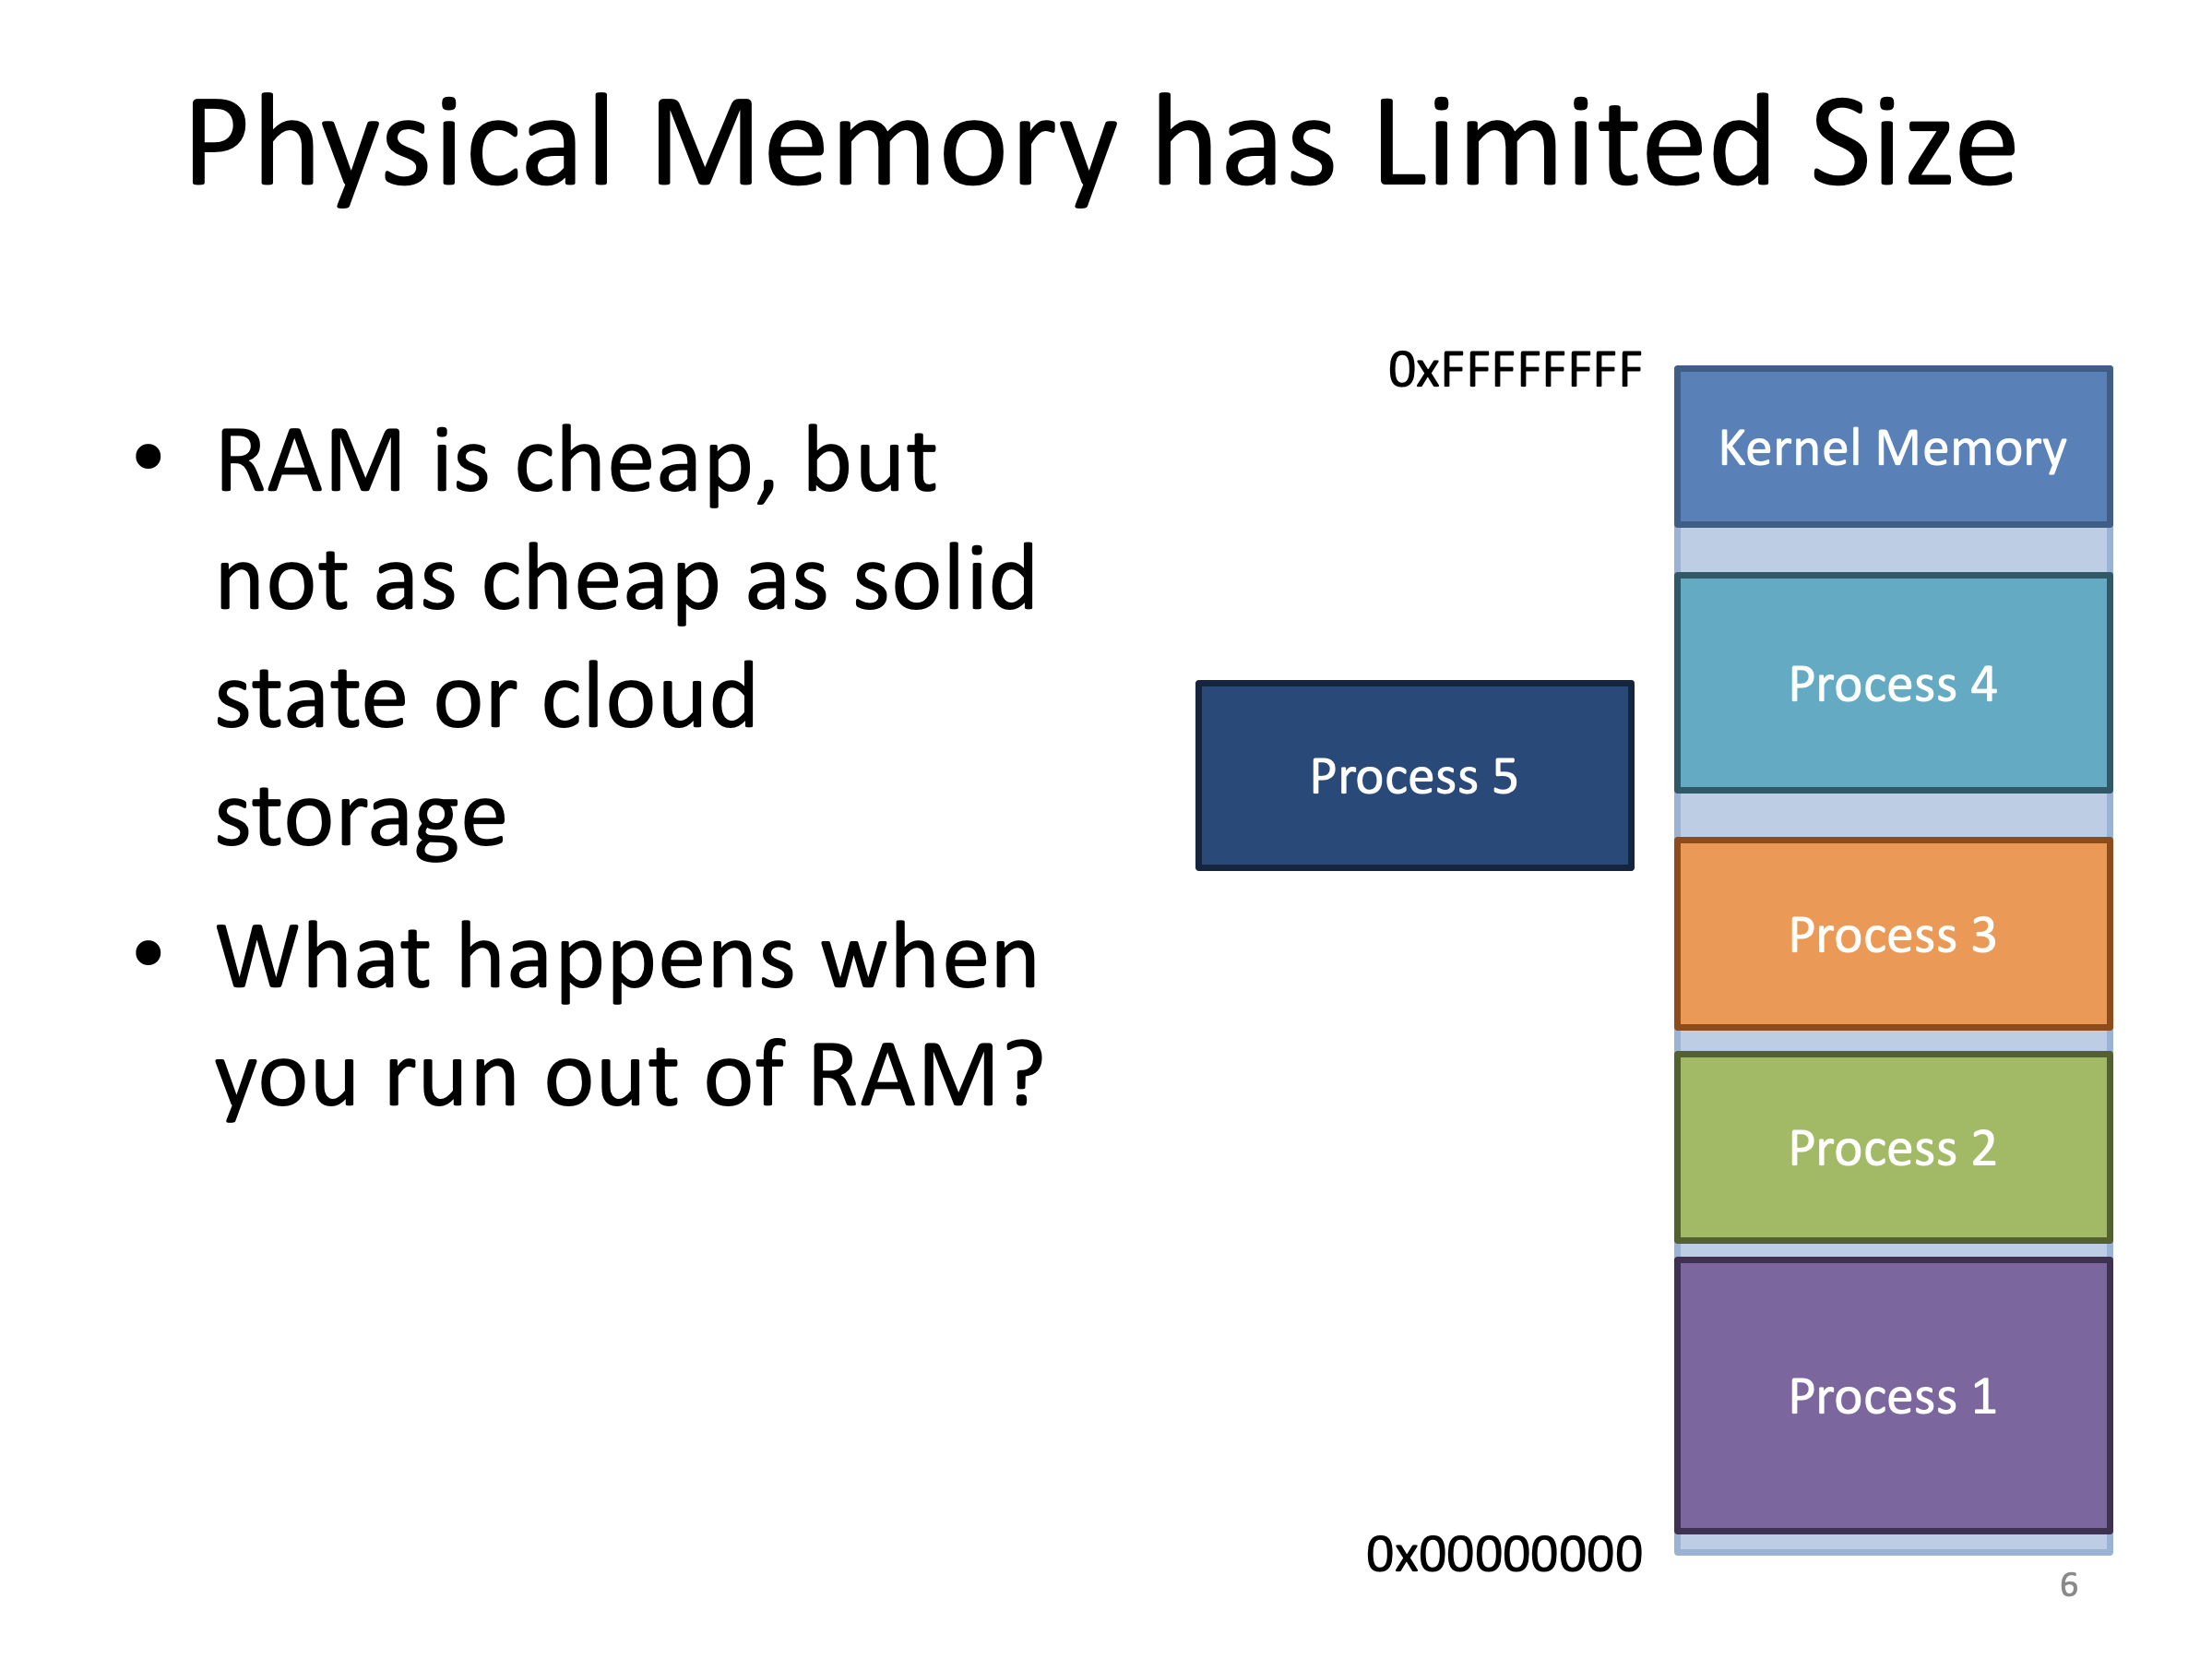 Physical Memory has Limited Size
• RAM is cheap, but
not as cheap as solid
state or cloud
storage
• What happens when
you run out of RAM?
0xFFFFFFFF
Kernel Memory
Process 4
Process 5
Process 3
Process 2
Process 1
0x00000000
6